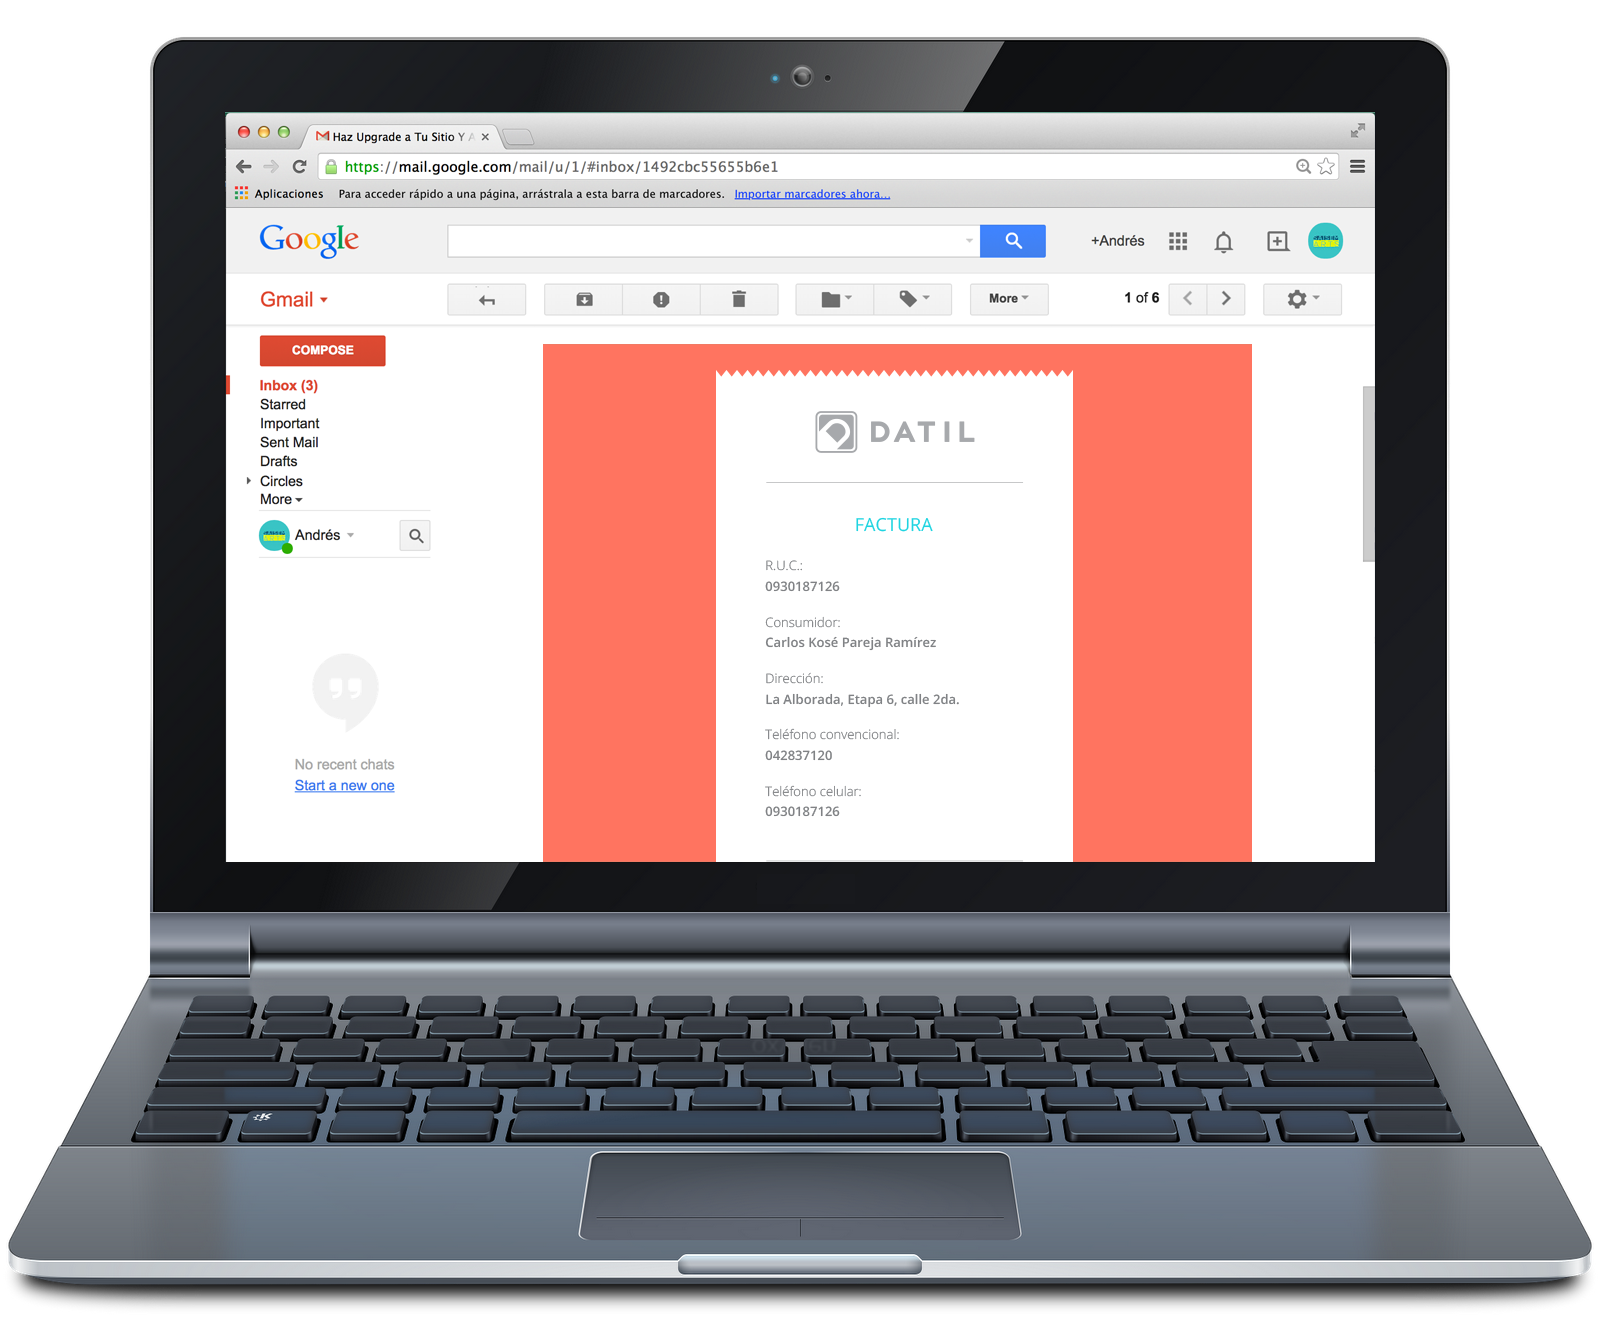 Haz Upgrade a Tu Sitio Y A
https://mail.google.com/mail/u/1/#inbox/1492cbc55655b6e1
Aplicaciones Para acceder rápido a una página, arrástrala a esta barra de marcadores. Importar marcadores ahora...
Google
+Andrés
Gmail
More
1 of 6
COMPOSE
Inbox (3)
Starred
Important
Sent Mail
Drafts
Circles
More
Andrés
No recent chats
Start a new one
DATIL
FACTURA
R.U.C.:
0930187126
Consumidor:
Carlos Kosé Pareja Ramírez
Dirección:
La Alborada, Etapa 6, calle 2da.
Teléfono convencional:
042837120
Teléfono celular:
0930187126